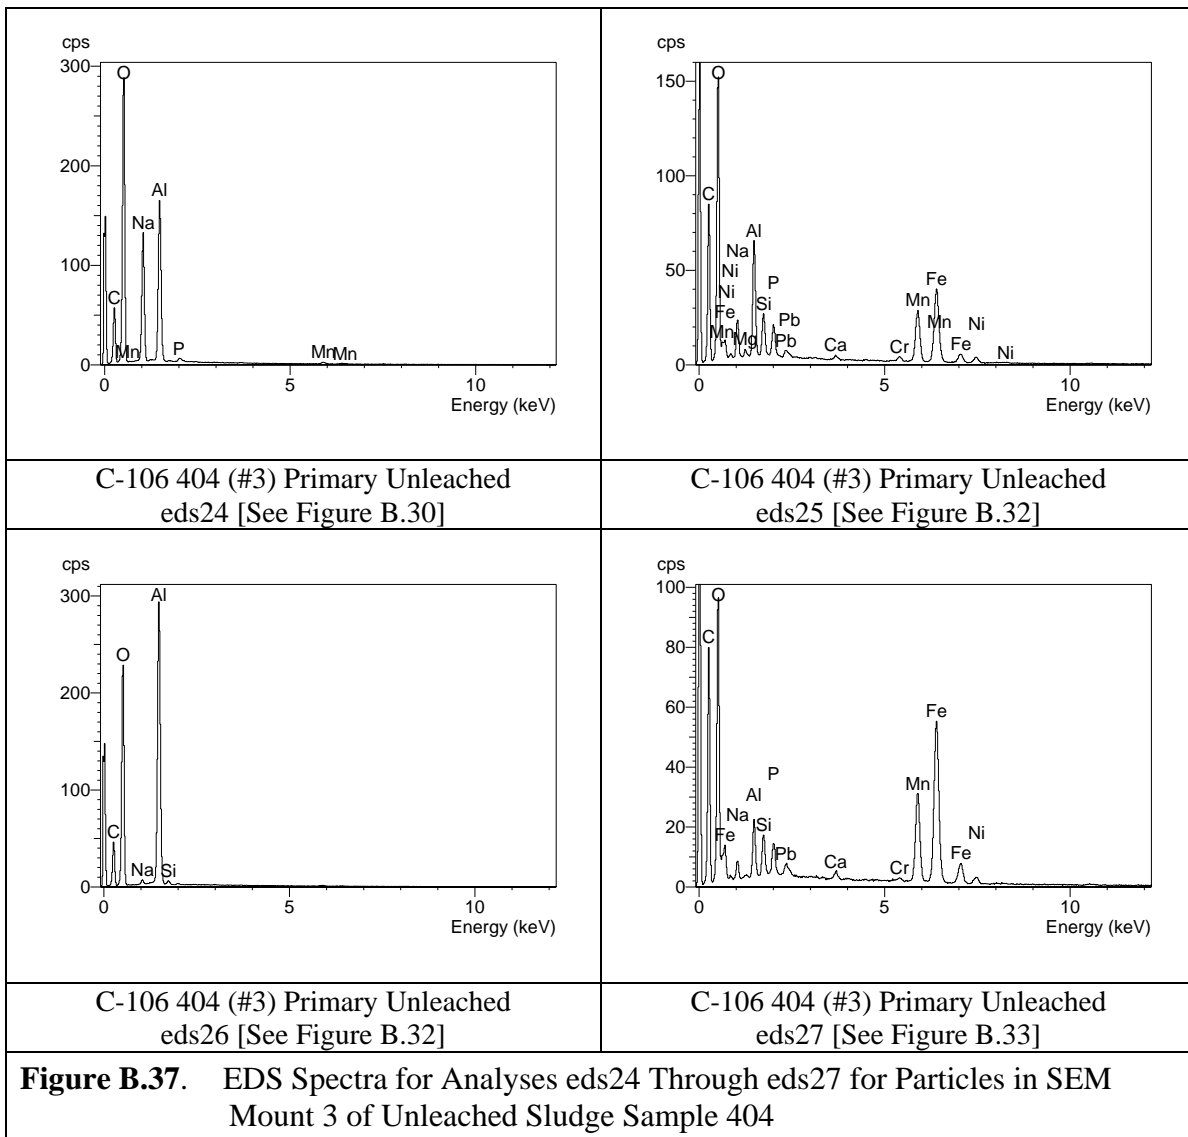 cps
300
200
100
0
O
Al
Na
C
Mn
P
Mn
Mn
0
5
10
Energy (keV)
C-106 404 (#3) Primary Unleached
eds24 [See Figure B.30]
cps
150
100
50
0
O
C
Na
Al
Ni
Ni
Fe
Mn
Mg
Si
P
Pb
Pb
Ca
Cr
Mn
Fe
Mn
Fe
Ni
Ni
0
5
10
Energy (keV)
C-106 404 (#3) Primary Unleached
eds25 [See Figure B.32]
cps
300
200
100
0
Al
O
C
Na
Si
0
5
10
Energy (keV)
C-106 404 (#3) Primary Unleached
eds26 [See Figure B.32]
cps
100
80
60
40
20
0
O
C
Fe
Na
Al
Si
P
Pb
Ca
Cr
Mn
Fe
Fe
Ni
0
5
10
Energy (keV)
C-106 404 (#3) Primary Unleached
eds27 [See Figure B.33]
Figure B.37. EDS Spectra for Analyses eds24 Through eds27 for Particles in SEM
Mount 3 of Unleached Sludge Sample 404